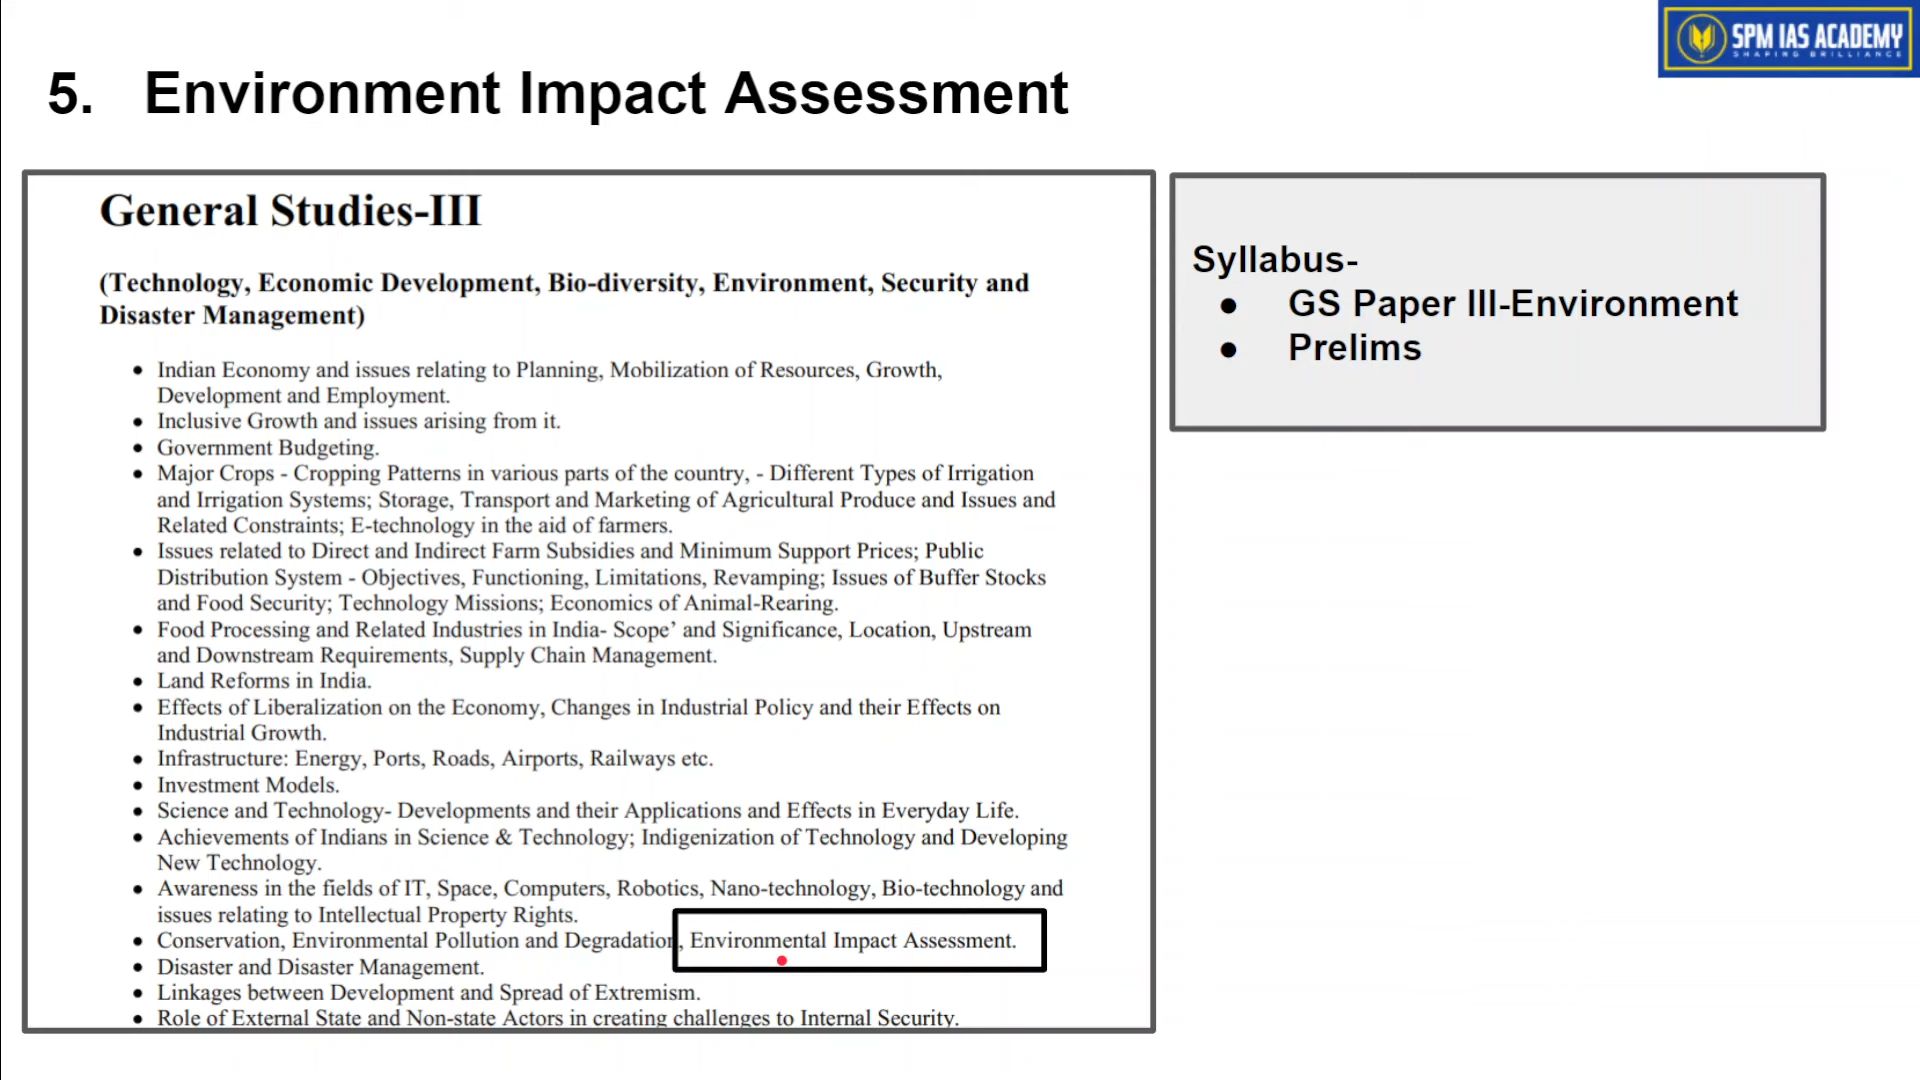 SPM IAS ACADEMY
SHAPING BRILLIANCE
5. Environment Impact Assessment
General Studies-III
(Technology, Economic Development, Bio-diversity, Environment, Security and
Disaster Management)
• Indian Economy and issues relating to Planning, Mobilization of Resources, Growth,
Development and Employment.
• Inclusive Growth and issues arising from it.
• Government Budgeting.
• Major Crops - Cropping Patterns in various parts of the country, - Different Types of Irrigation
and Irrigation Systems; Storage, Transport and Marketing of Agricultural Produce and Issues and
Related Constraints; E-technology in the aid of farmers.
• Issues related to Direct and Indirect Farm Subsidies and Minimum Support Prices; Public
Distribution System - Objectives, Functioning, Limitations, Revamping; Issues of Buffer Stocks
and Food Security; Technology Missions; Economics of Animal-Rearing.
• Food Processing and Related Industries in India- Scope’ and Significance, Location, Upstream
and Downstream Requirements, Supply Chain Management.
• Land Reforms in India.
• Effects of Liberalization on the Economy, Changes in Industrial Policy and their Effects on
Industrial Growth.
• Infrastructure: Energy, Ports, Roads, Airports, Railways etc.
• Investment Models.
• Science and Technology- Developments and their Applications and Effects in Everyday Life.
• Achievements of Indians in Science & Technology; Indigenization of Technology and Developing
New Technology.
• Awareness in the fields of IT, Space, Computers, Robotics, Nano-technology, Bio-technology and
issues relating to Intellectual Property Rights.
• Conservation, Environmental Pollution and Degradation, Environmental Impact Assessment.
• Disaster and Disaster Management.
• Linkages between Development and Spread of Extremism.
• Role of External State and Non-state Actors in creating challenges to Internal Security.
Syllabus-
● GS Paper III-Environment
● Prelims